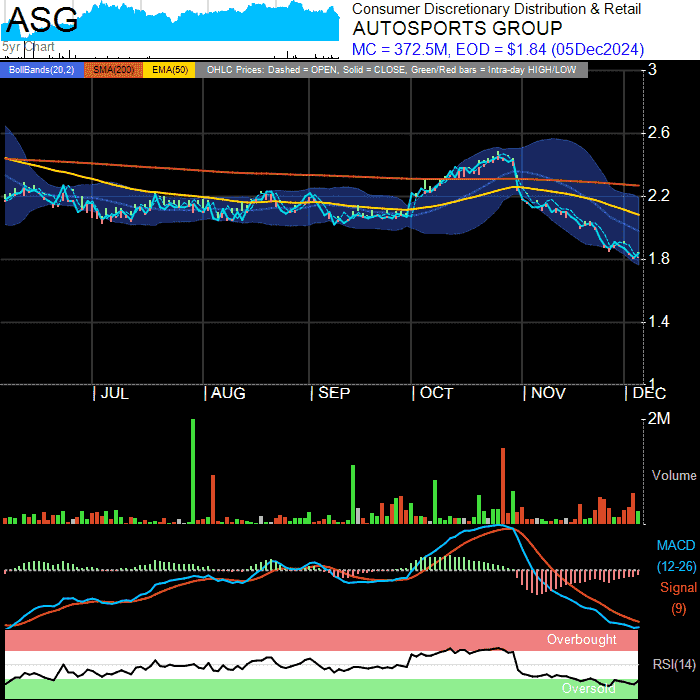 ASG
5yr Chart
Consumer Discretionary Distribution & Retail
AUTOSPORTS GROUP
MC = 372.5M, EOD = $1.84 (05Dec2024)
BollBands(20,2) SMA(200) EMA(50) OHLC Prices: Dashed = OPEN, Solid = CLOSE, Green/Red bars = Intra-day HIGH/LOW
3
2.6
2.2
1.8
1.4
1
JUL AUG SEP OCT NOV DEC
2M
Volume
MACD
(12-26)
Signal
(9)
Overbought
RSI(14)
Oversold